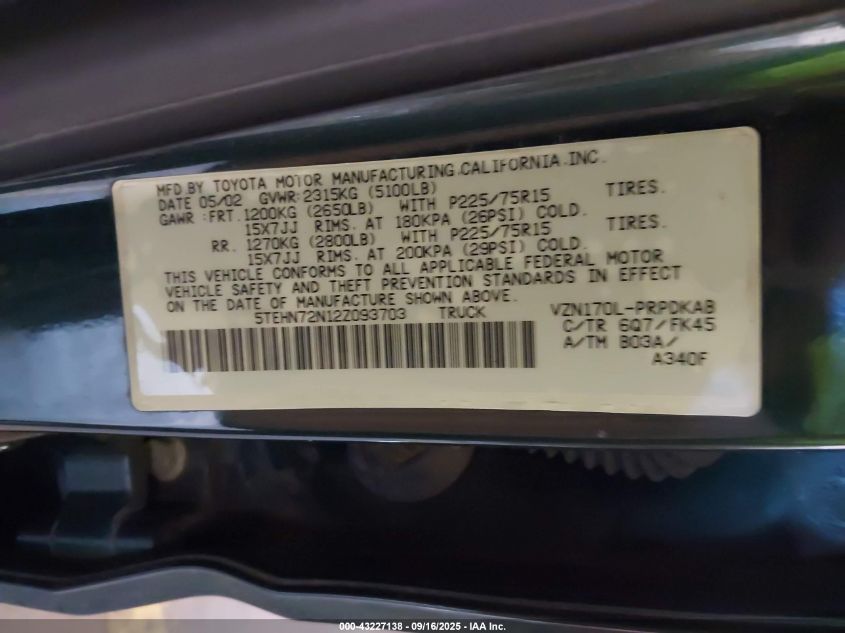 MFD BY TOYOTA MOTOR MANUFACTURING,CALIFORNIA,INC.
DATE 05/02 GVWR:2315KG (5100LB)
GAWR :FRT.1200KG (2650LB) WITH P225/75R15 TIRES.
15X7JJ RIMS. AT 180KPA (26PSI) COLD.
RR. 1270KG (2800LB) WITH P225/75R15 TIRES.
15X7JJ RIMS. AT 200KPA (29PSI) COLD.
THIS VEHICLE CONFORMS TO ALL APPLICABLE FEDERAL MOTOR
VEHICLE SAFETY AND THEFT PREVENTION STANDARDS IN EFFECT
ON THE DATE OF MANUFACTURE SHOWN ABOVE.
5TEHN72N12Z093703 TRUCK VZN170L-PRPDKAB
C/TR 6Q7/FK45
A/TM B03A/
A340F
000-43227138 - 09/16/2025 - IAA Inc.